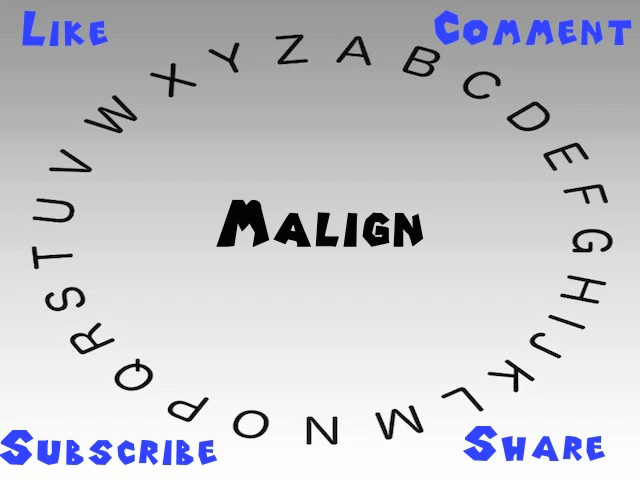 Like
Comment
A B C D E F G H I J K L M N O P Q R S T U V W X Y Z
Malign
Subscribe
Share